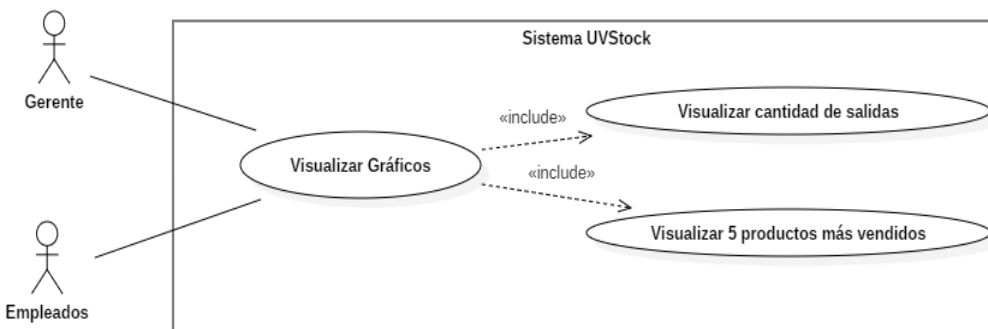 Sistema UVStock
Gerente
«include»
Visualizar cantidad de salidas
Visualizar Gráficos
«include»
Visualizar 5 productos más vendidos
Empleados